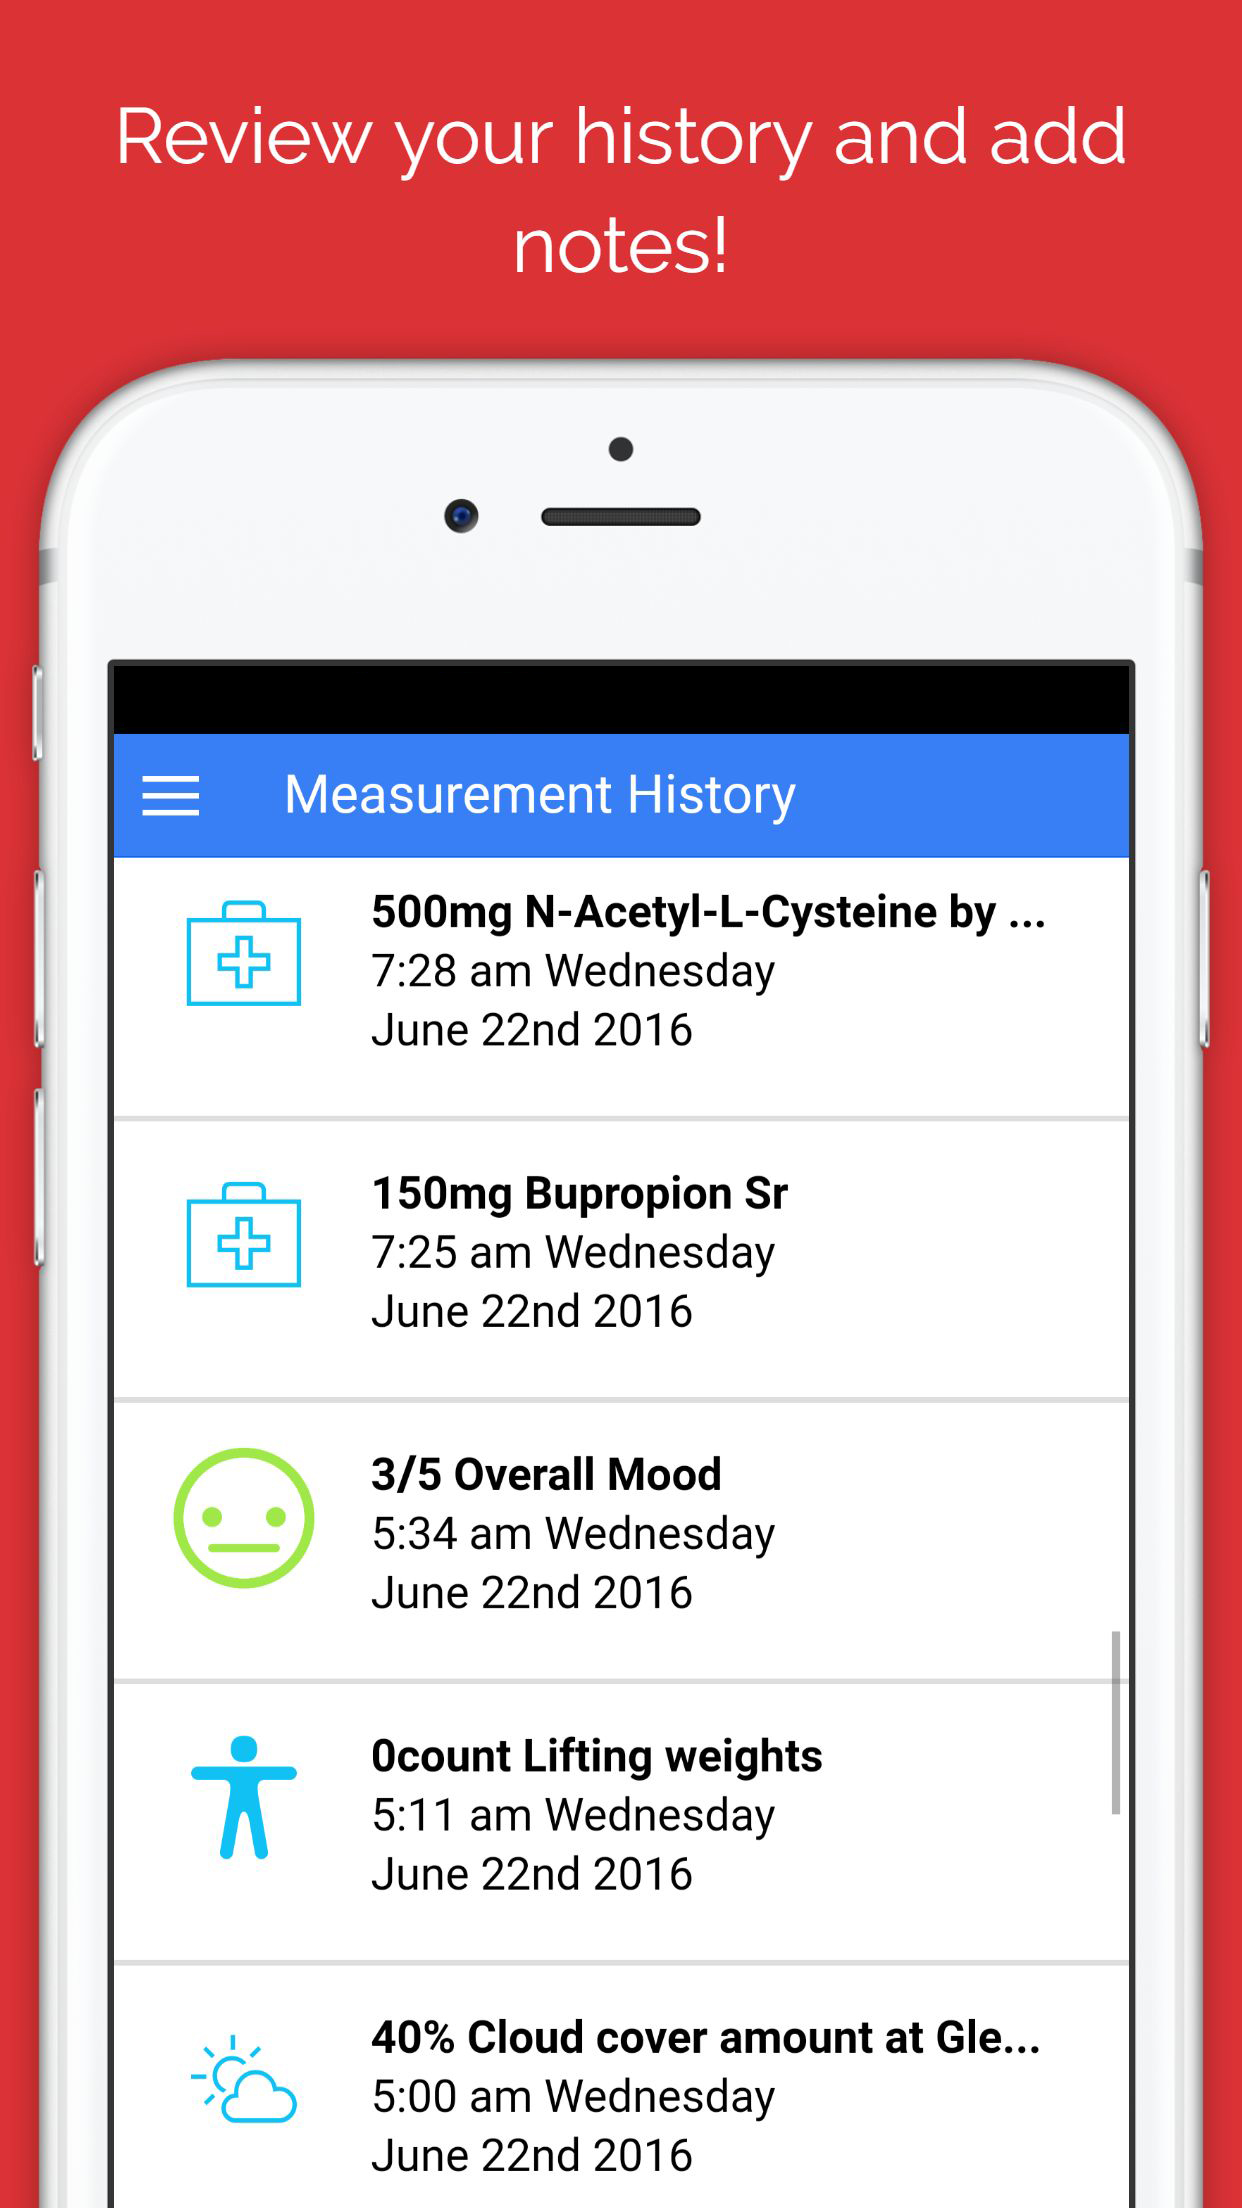 Review your history and add
notes!
Measurement History
500mg N-Acetyl-L-Cysteine by ...
7:28 am Wednesday
June 22nd 2016
150mg Bupropion Sr
7:25 am Wednesday
June 22nd 2016
3/5 Overall Mood
5:34 am Wednesday
June 22nd 2016
0count Lifting weights
5:11 am Wednesday
June 22nd 2016
40% Cloud cover amount at Gle...
5:00 am Wednesday
June 22nd 2016